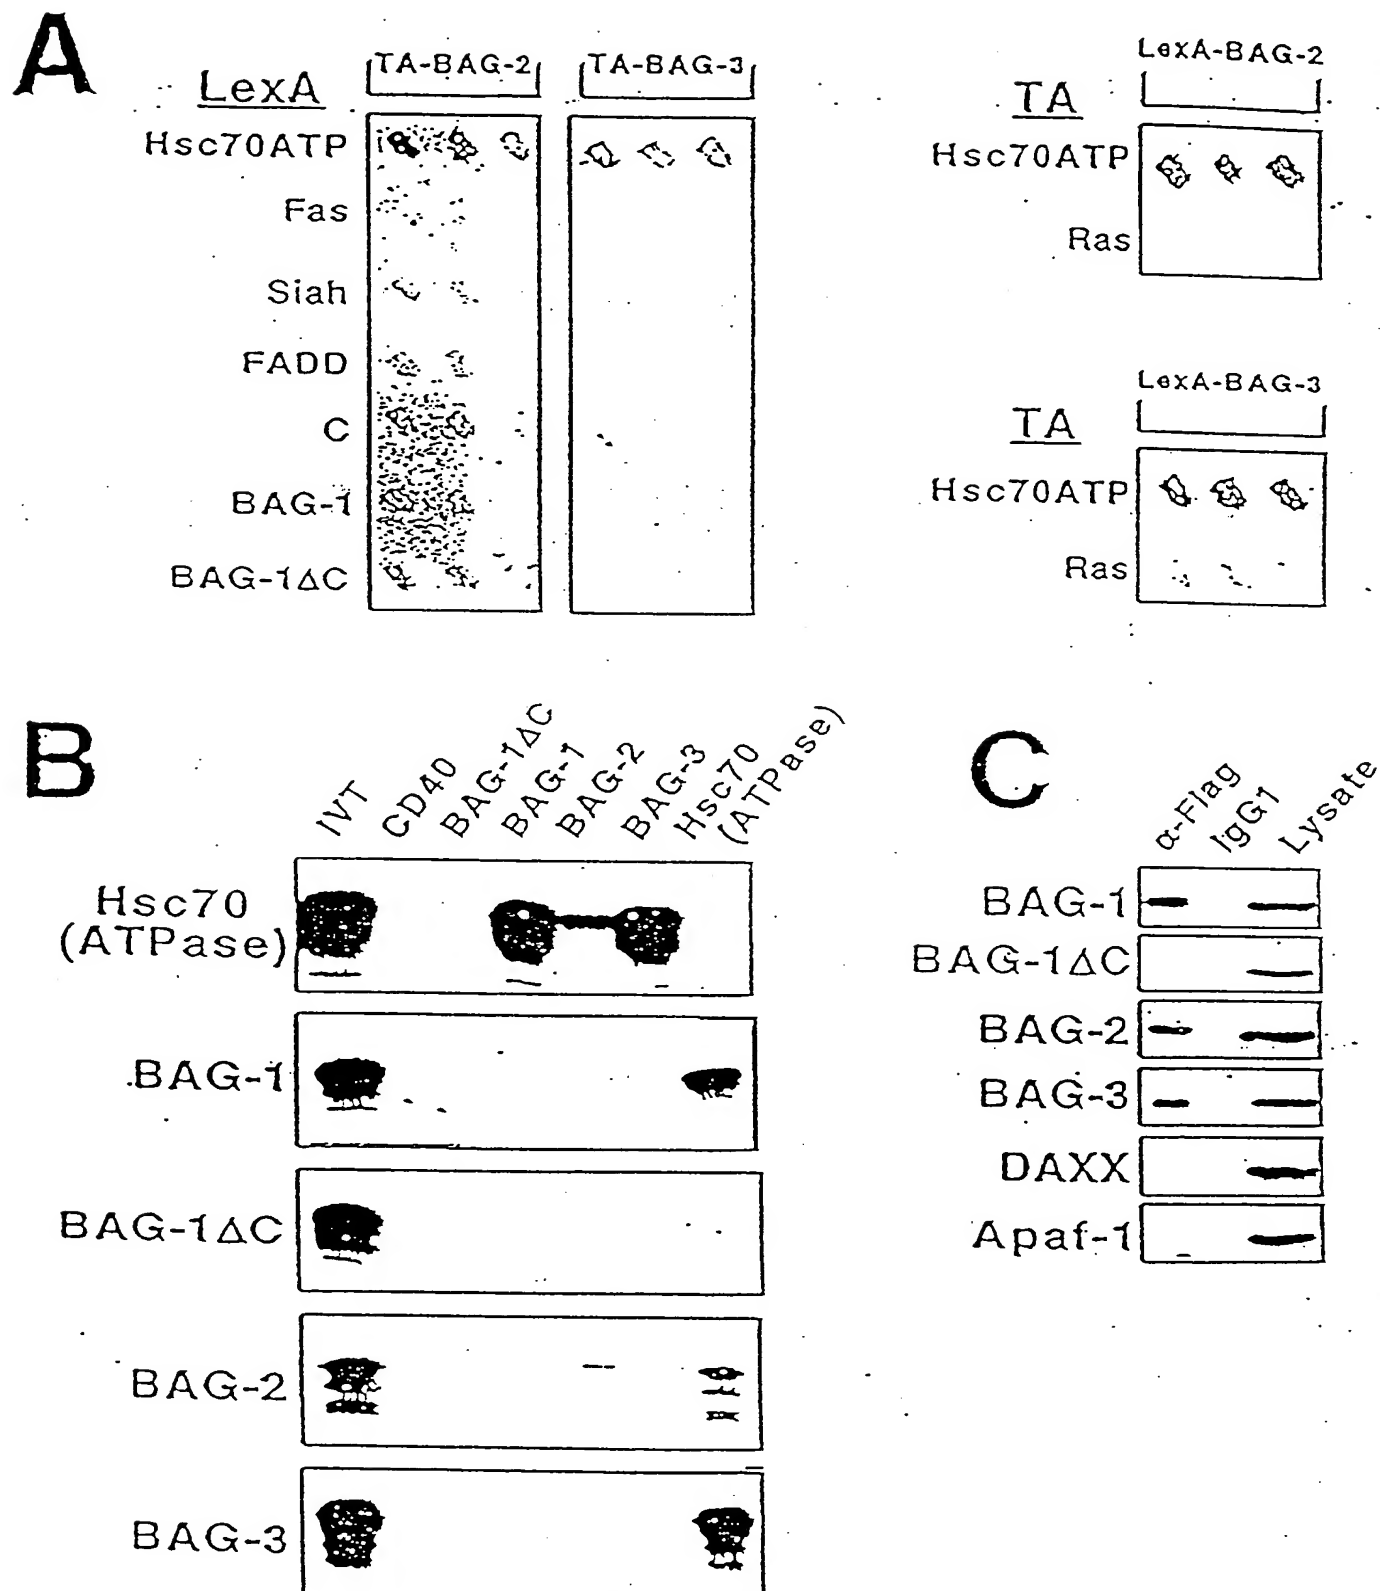 A
LexA
TA-BAG-2
TA-BAG-3
Hsc70ATP
Fas
Siah
FADD
C
BAG-1
BAG-1ΔC
TA
LexA-BAG-2
Hsc70ATP
Ras
TA
LexA-BAG-3
Hsc70ATP
Ras
B
IVT
CD40
BAG-1ΔC
BAG-1
BAG-2
BAG-3
Hsc70
(ATPase)
Hsc70
(ATPase)
BAG-1
BAG-1ΔC
BAG-2
BAG-3
C
α-Flag
IgG1
Lysate
BAG-1
BAG-1ΔC
BAG-2
BAG-3
DAXX
Apaf-1